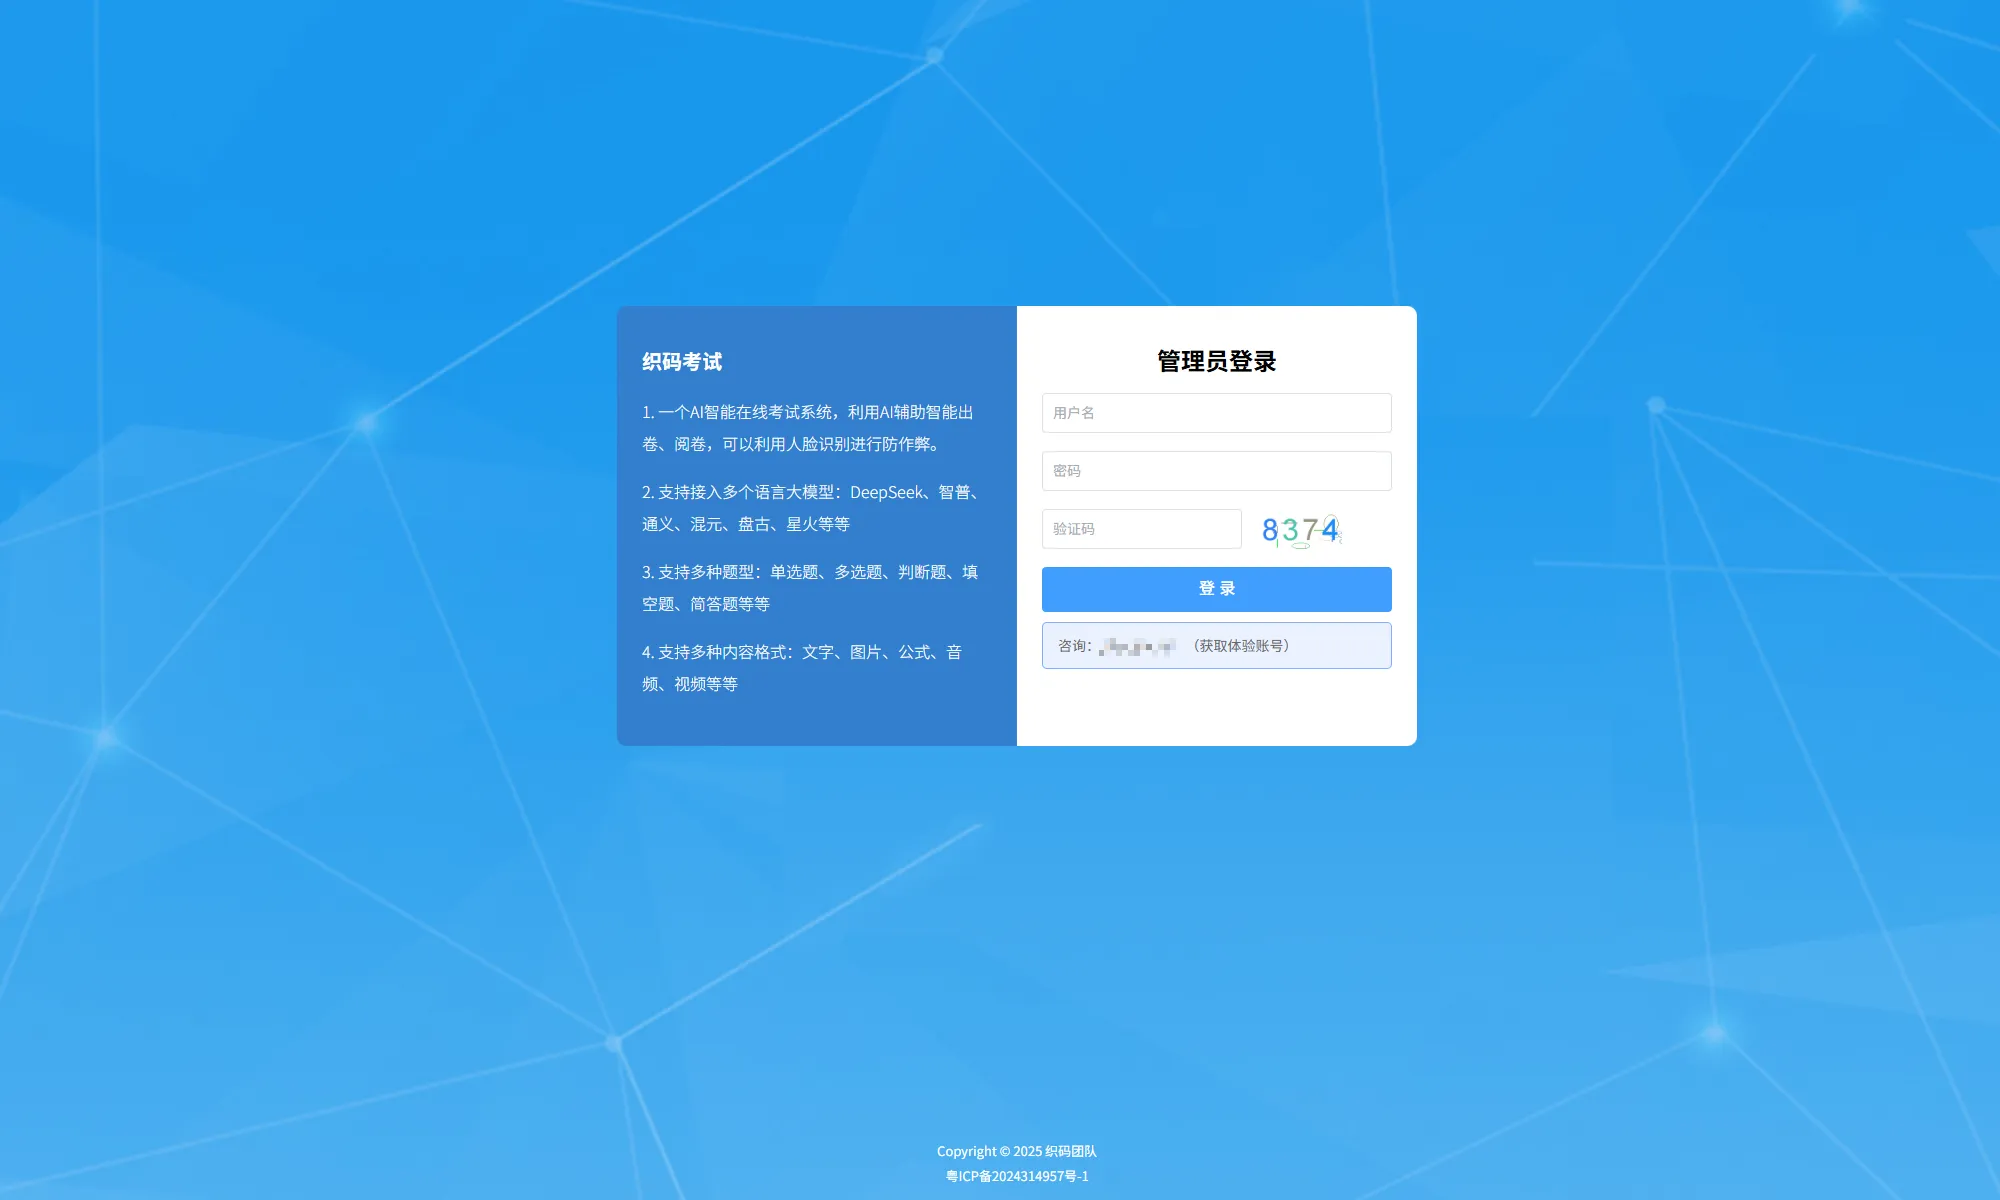 织码考试
1. 一个AI智能在线考试系统，利用AI辅助智能出
卷、阅卷，可以利用人脸识别进行防作弊。
2. 支持接入多个语言大模型：DeepSeek、智普、
通义、混元、盘古、星火等等
3. 支持多种题型：单选题、多选题、判断题、填
空题、简答题等等
4. 支持多种内容格式：文字、图片、公式、音
频、视频等等
管理员登录
用户名
密码
验证码 8374
登 录
咨询： （获取体验账号）
Copyright © 2025 织码团队
粤ICP备2024314957号-1